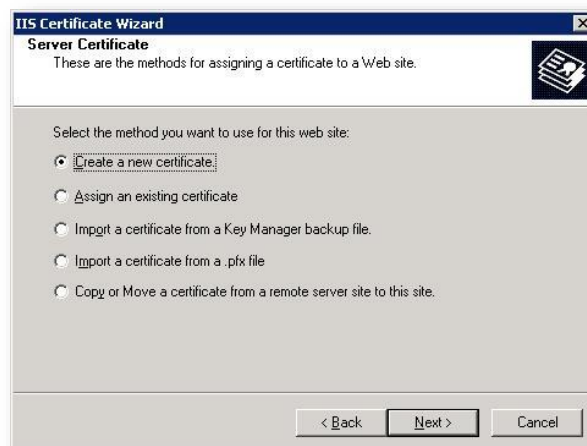 IIS Certificate Wizard
Server Certificate
These are the methods for assigning a certificate to a Web site.
Select the method you want to use for this web site:
Create a new certificate.
Assign an existing certificate
Import a certificate from a Key Manager backup file.
Import a certificate from a .pfx file
Copy or Move a certificate from a remote server site to this site.
< Back Next > Cancel